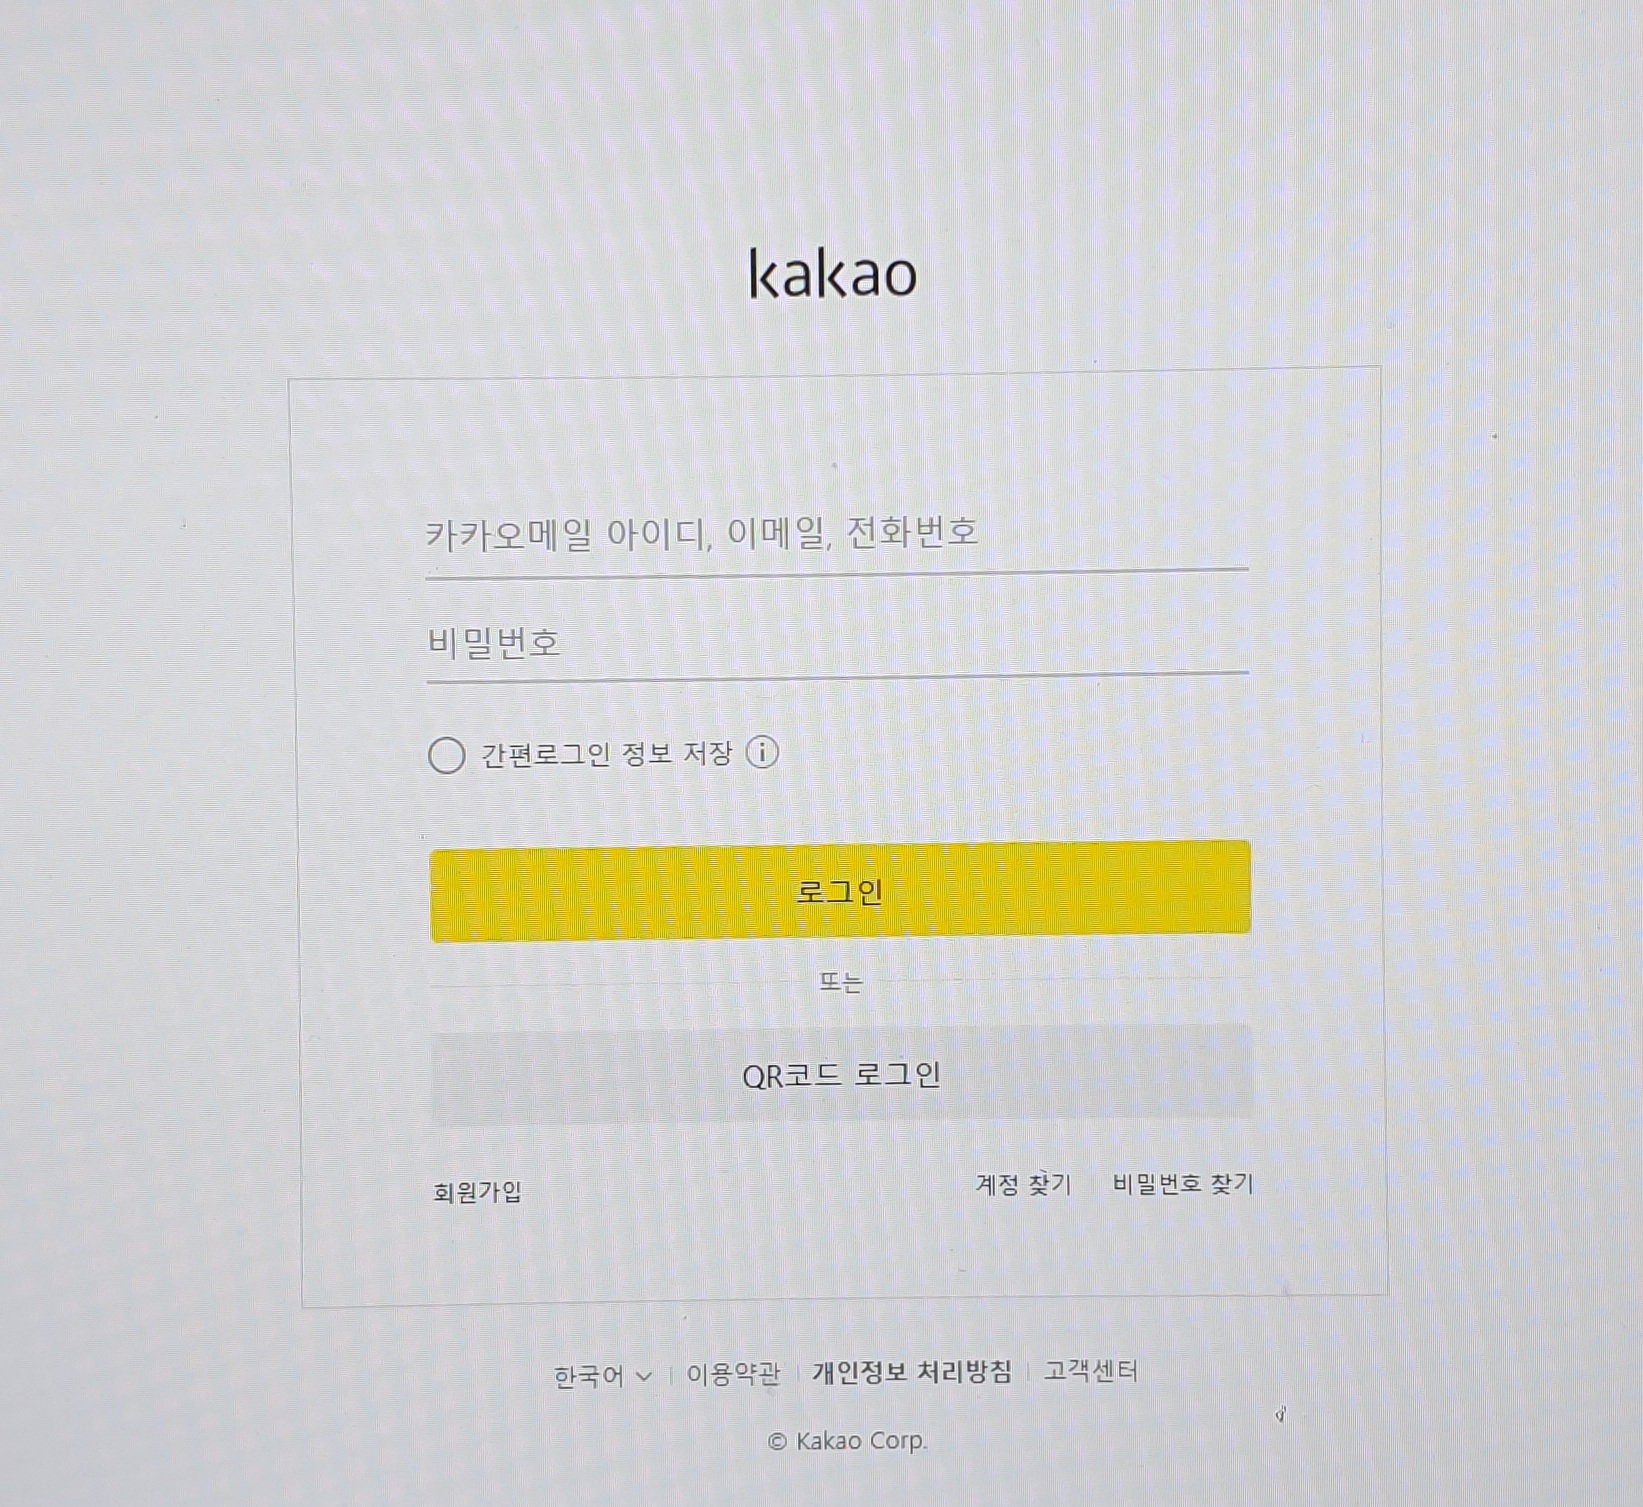 kakao
카카오메일 아이디, 이메일, 전화번호
비밀번호
간편로그인 정보 저장
로그인
또는
QR코드 로그인
회원가입 계정 찾기 비밀번호 찾기
한국어 이용약관 개인정보 처리방침 고객센터
© Kakao Corp.